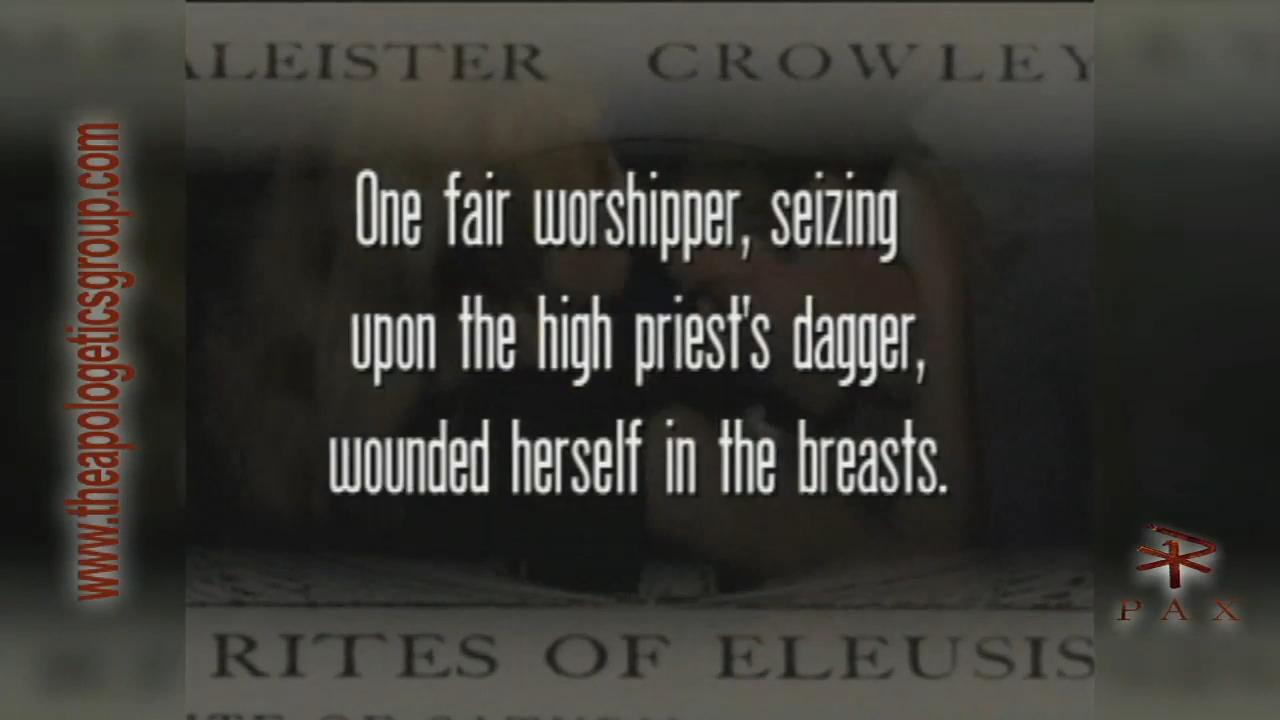 ALEISTER CROWLEY
One fair worshipper, seizing
upon the high priest's dagger,
wounded herself in the breasts.
RITES OF ELEUSIS
www.theapologeticsgroup.com
PAX